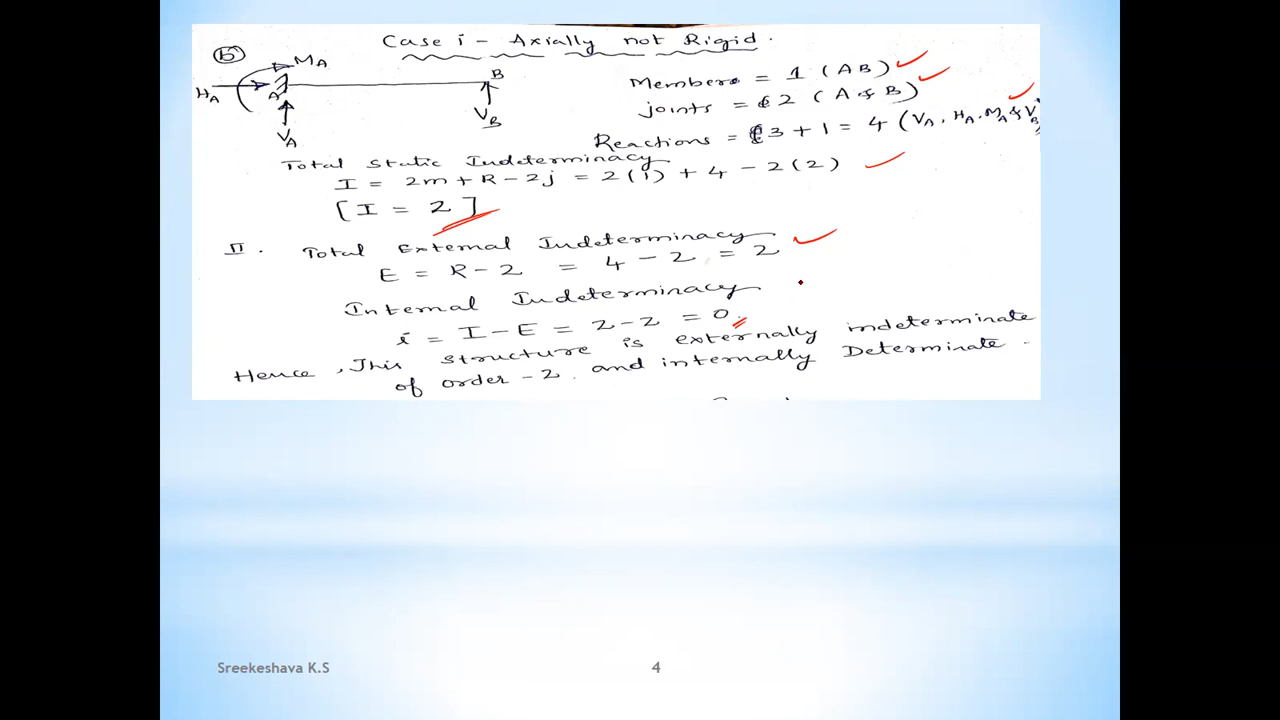 Case i - Axially not Rigid.
b
MA
HA
A
B
VA
VB
Members = 1 (AB)
joints = 2 (A & B)
Reactions = 3 + 1 = 4 (VA, HA, MA & VB
Total Static Indeterminacy
I = 2m + R - 2j = 2(1) + 4 - 2(2)
[I = 2]
II. Total External Indeterminacy
E = R - 2 = 4 - 2 = 2
Internal Indeterminacy
i = I - E = 2 - 2 = 0.
Hence, This structure is externally indeterminate
of order - 2. and internally Determinate.
Sreekeshava K.S
4